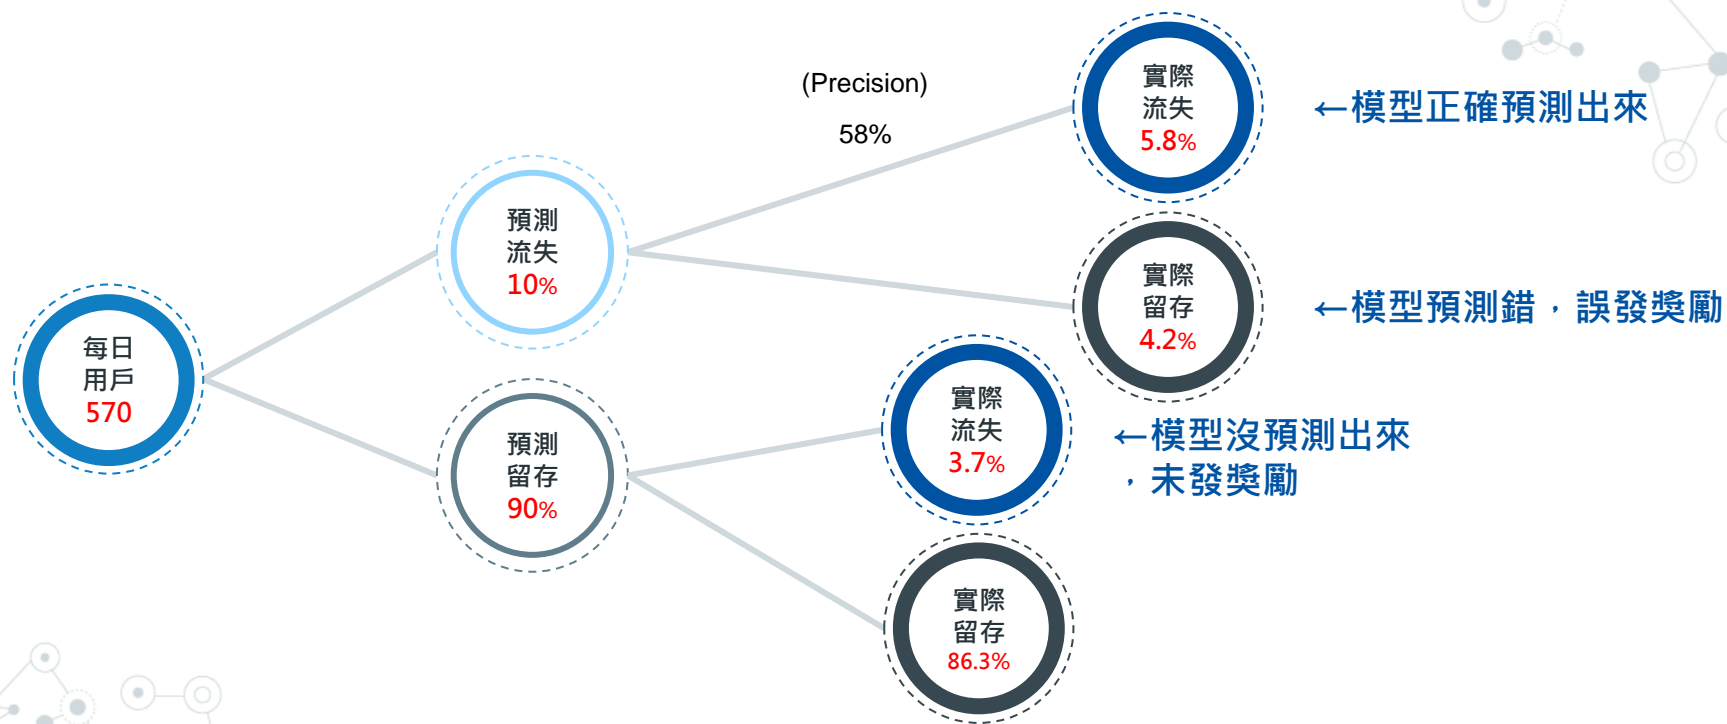 每日
用戶
570
預測
流失
10%
預測
留存
90%
(Precision)
58%
實際
流失
5.8%
←模型正確預測出來
實際
留存
4.2%
←模型預測錯，誤發獎勵
實際
流失
3.7%
←模型沒預測出來
，未發獎勵
實際
留存
86.3%